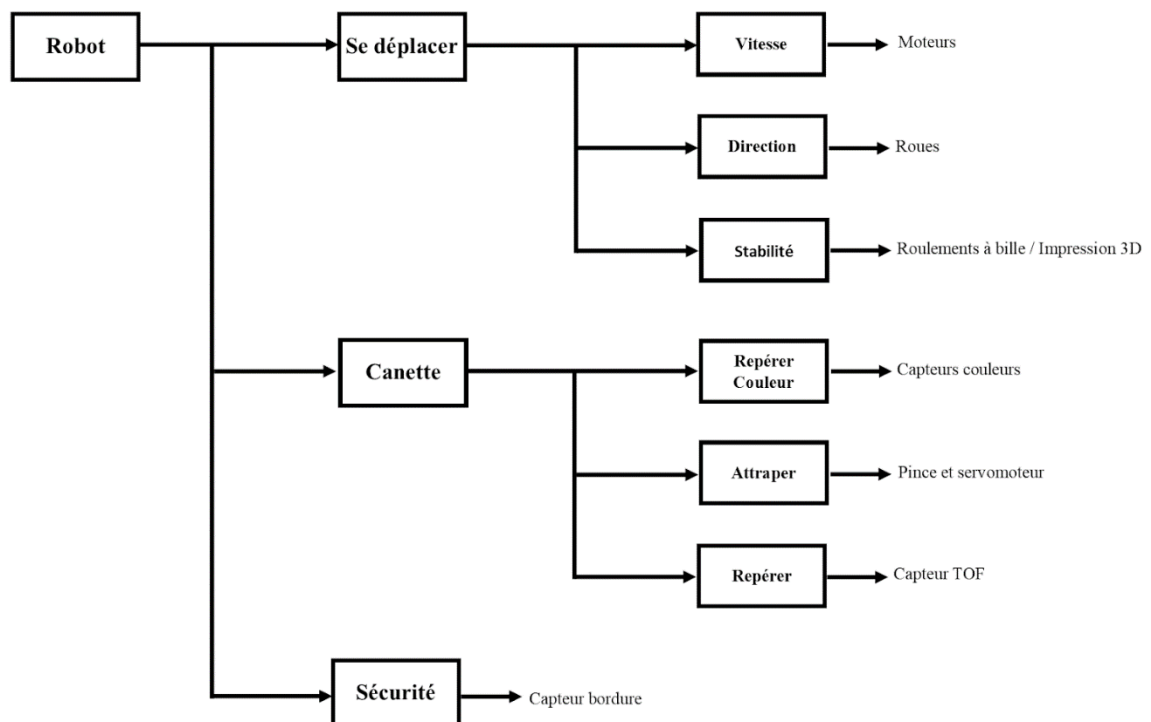 Robot
Se déplacer
Vitesse
Moteurs
Direction
Roues
Stabilité
Roulements à bille / Impression 3D
Canette
Repérer
Couleur
Capteurs couleurs
Attraper
Pince et servomoteur
Repérer
Capteur TOF
Sécurité
Capteur bordure